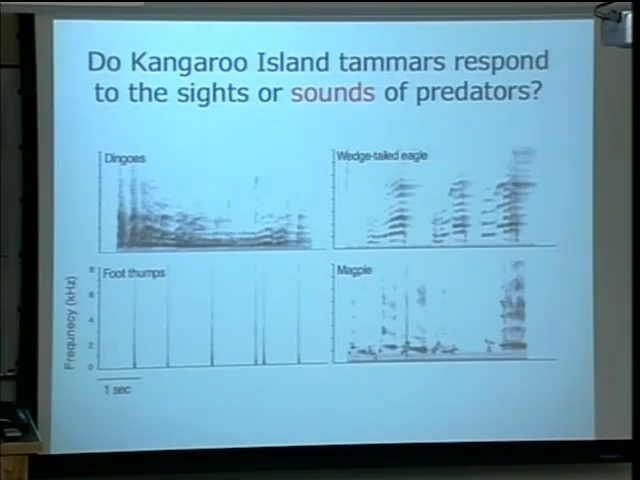 Do Kangaroo Island tammars respond
to the sights or sounds of predators?
Dingoes
Wedge-tailed eagle
Foot thumps
Magpie
Frequnecy (kHz)
8
6
4
2
0
1 sec